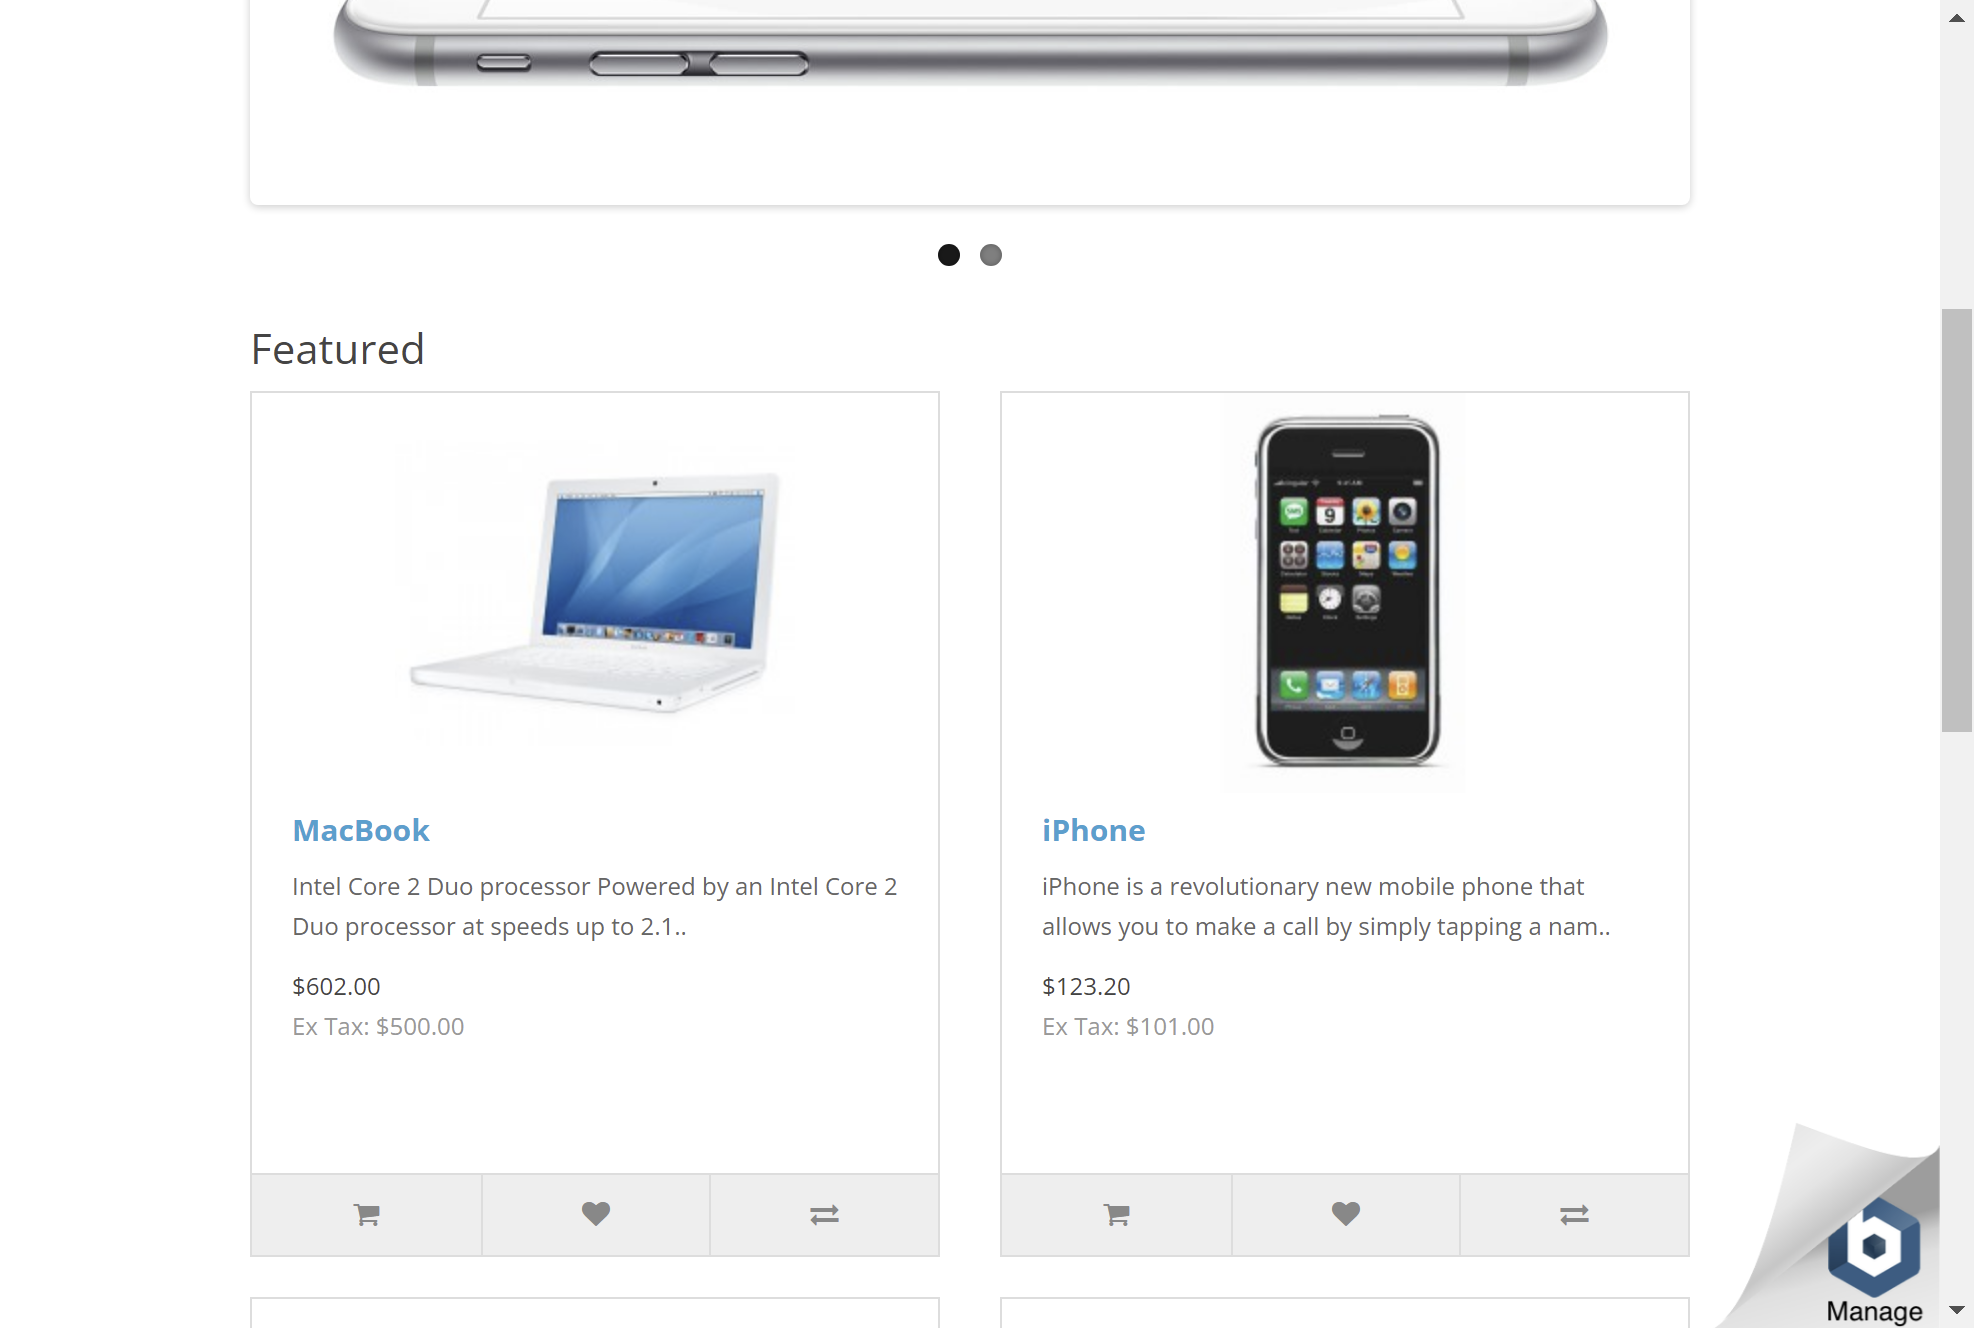 Featured
MacBook
Intel Core 2 Duo processor Powered by an Intel Core 2
Duo processor at speeds up to 2.1..
$602.00
Ex Tax: $500.00
iPhone
iPhone is a revolutionary new mobile phone that
allows you to make a call by simply tapping a nam..
$123.20
Ex Tax: $101.00
Manage